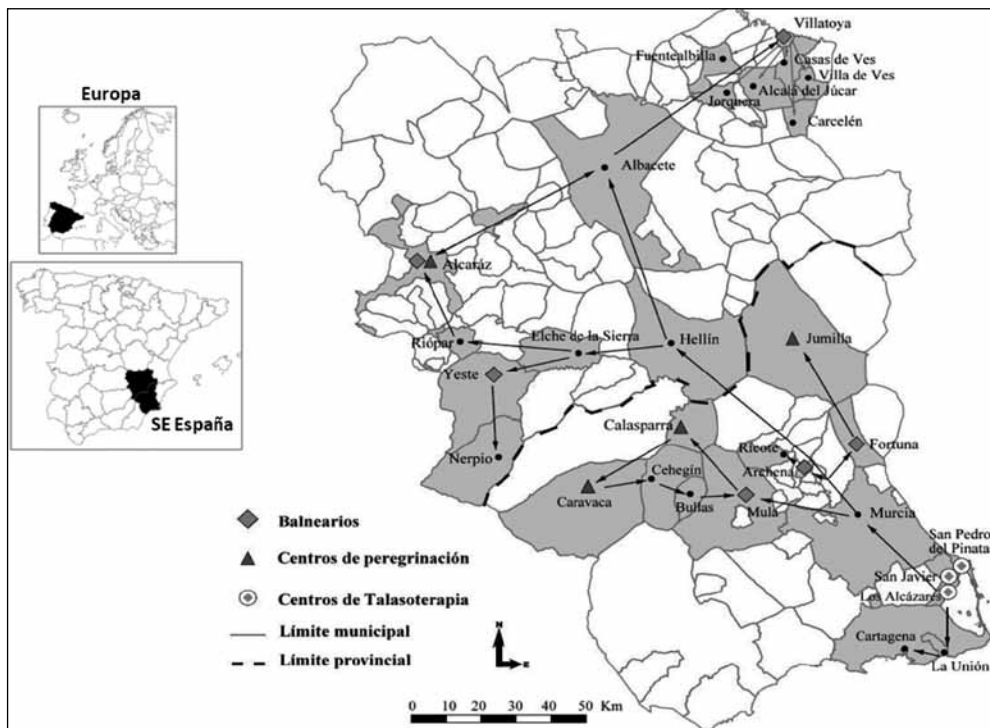 Villatoya
Fuentealbilla
Casas de Ves
Villa de Ves
Alcalá del Júcar
Jorquera
Carcelén
Europa
Albacete
Alcaráz
SE España
Riópar
Elche de la Sierra
Hellín
Jumilla
Yeste
Calasparra
Fortuna
Ricote
Archena
Nerpio
Cehegín
Caravaca
Bullas
Mula
Murcia
San Pedro
del Pinata
San Javier
Los Alcázares
Cartagena
La Unión
Balnearios
Centros de peregrinación
Centros de Talasoterapia
Límite municipal
Límite provincial
N
E
0 10 20 30 40 50 Km